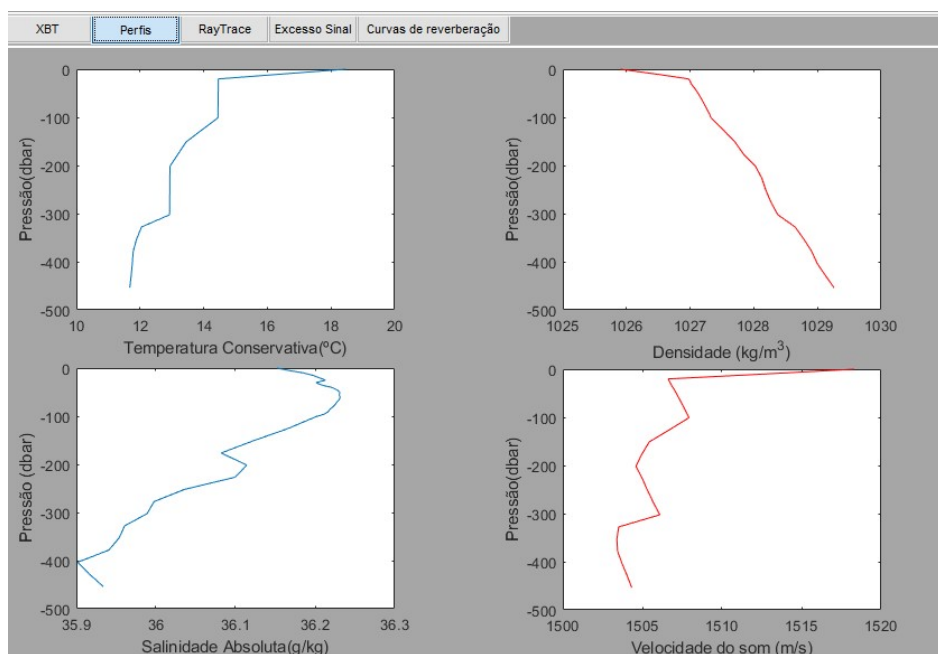 XBT Perfis RayTrace Excesso Sinal Curvas de reverberação
0
-100
-200
-300
-400
-500
Pressão(dbar)
10 12 14 16 18 20
Temperatura Conservativa(ºC)
0
-100
-200
-300
-400
-500
Pressão(dbar)
1025 1026 1027 1028 1029 1030
Densidade (kg/m³)
0
-100
-200
-300
-400
-500
Pressão (dbar)
35.9 36 36.1 36.2 36.3
Salinidade Absoluta(g/kg)
0
-100
-200
-300
-400
-500
Pressão(dbar)
1500 1505 1510 1515 1520
Velocidade do som (m/s)